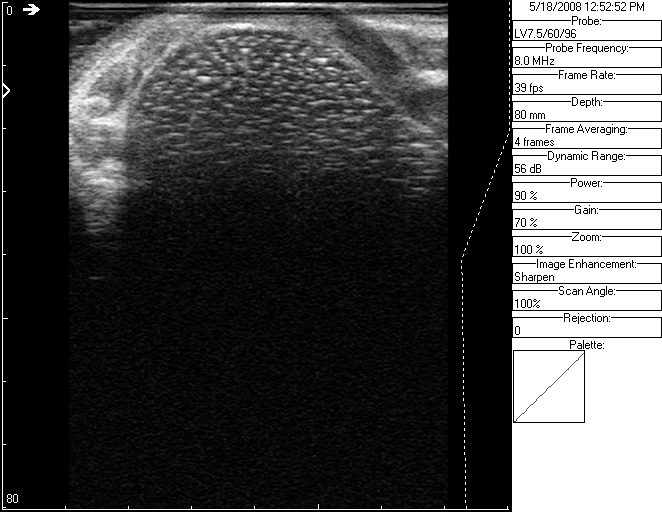 0
80
5/18/2008 12:52:52 PM
Probe:
LV7.5/60/96
Probe Frequency:
8.0 MHz
Frame Rate:
39 fps
Depth:
80 mm
Frame Averaging:
4 frames
Dynamic Range:
56 dB
Power:
90 %
Gain:
70 %
Zoom:
100 %
Image Enhancement:
Sharpen
Scan Angle:
100%
Rejection:
0
Palette: